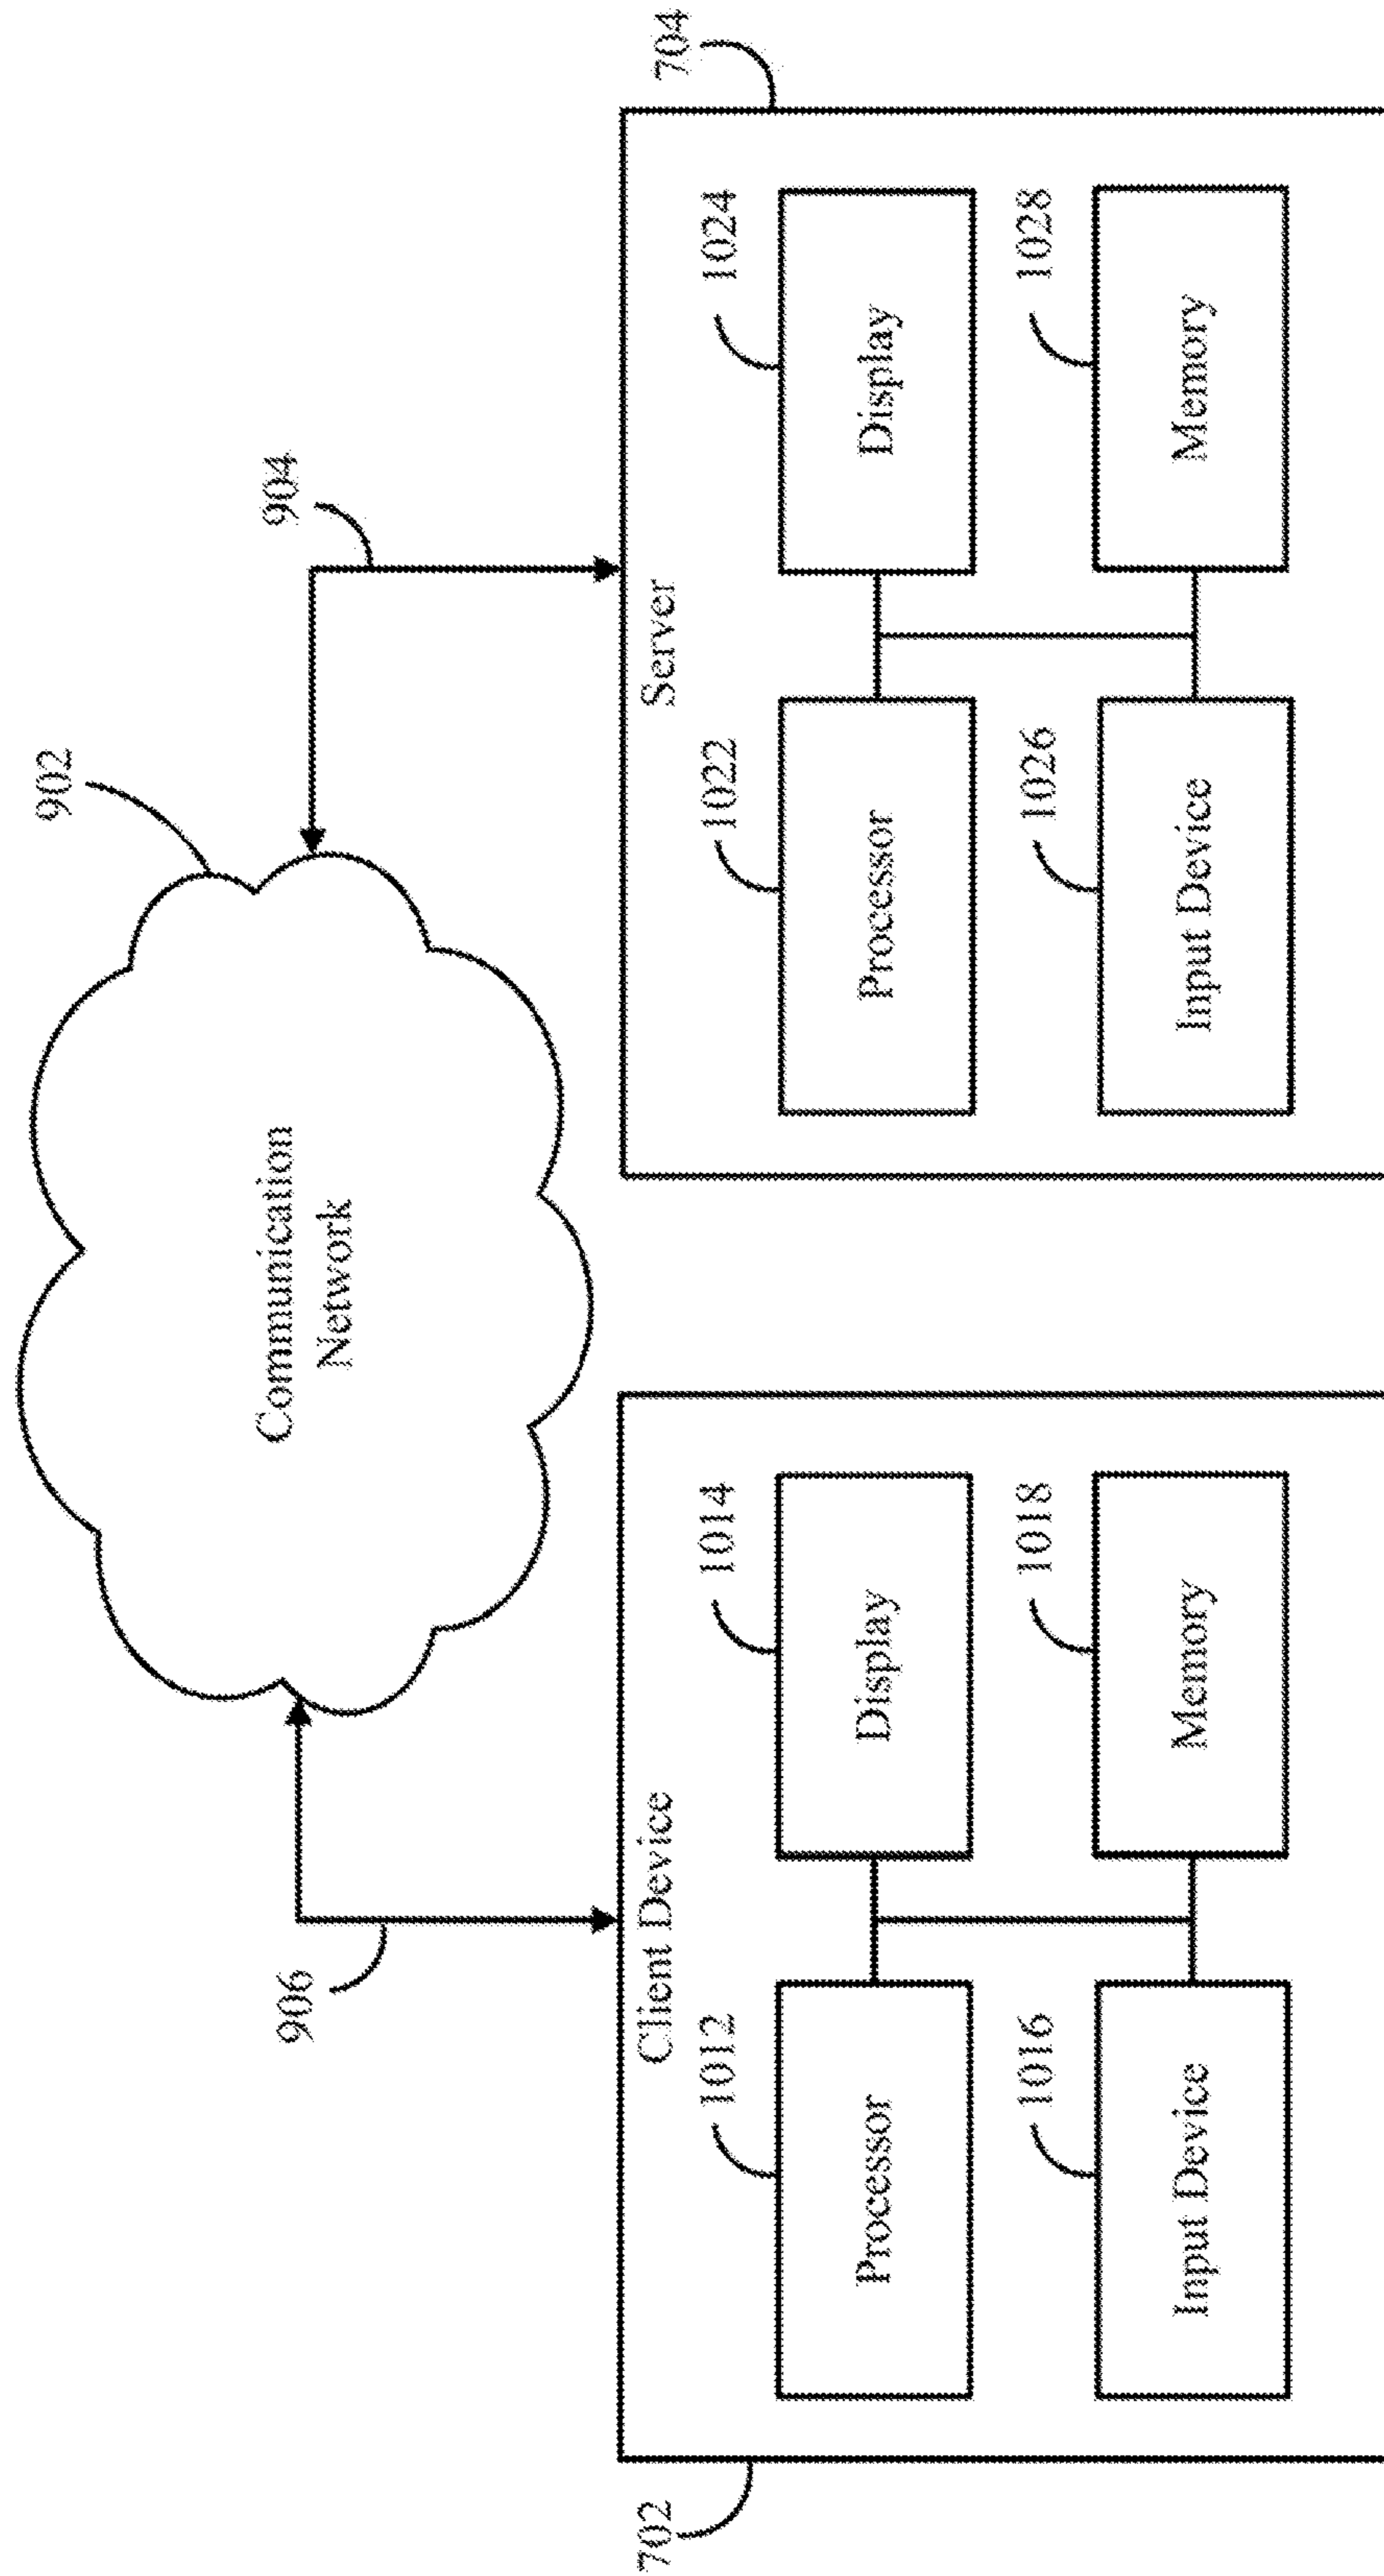 902
Communication
Network
906
904
Client Device
Server
702
704
1012
1014
1022
1024
Processor
Display
Processor
Display
1016
1018
1026
1028
Input Device
Memory
Input Device
Memory